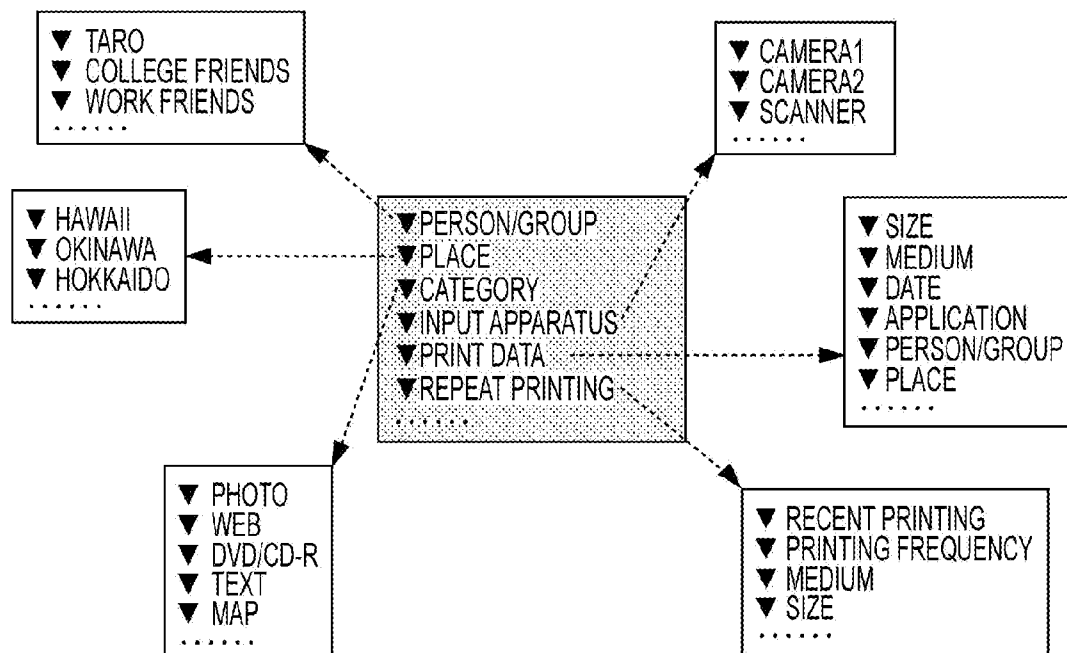 ▼ TARO
▼ COLLEGE FRIENDS
▼ WORK FRIENDS
......
▼ CAMERA1
▼ CAMERA2
▼ SCANNER
......
▼ HAWAII
▼ OKINAWA
▼ HOKKAIDO
......
▼PERSON/GROUP
▼PLACE
▼CATEGORY
▼INPUT APPARATUS
▼PRINT DATA
▼REPEAT PRINTING
......
▼ SIZE
▼ MEDIUM
▼ DATE
▼ APPLICATION
▼ PERSON/GROUP
▼ PLACE
......
▼ PHOTO
▼ WEB
▼ DVD/CD-R
▼ TEXT
▼ MAP
......
▼ RECENT PRINTING
▼ PRINTING FREQUENCY
▼ MEDIUM
▼ SIZE
......